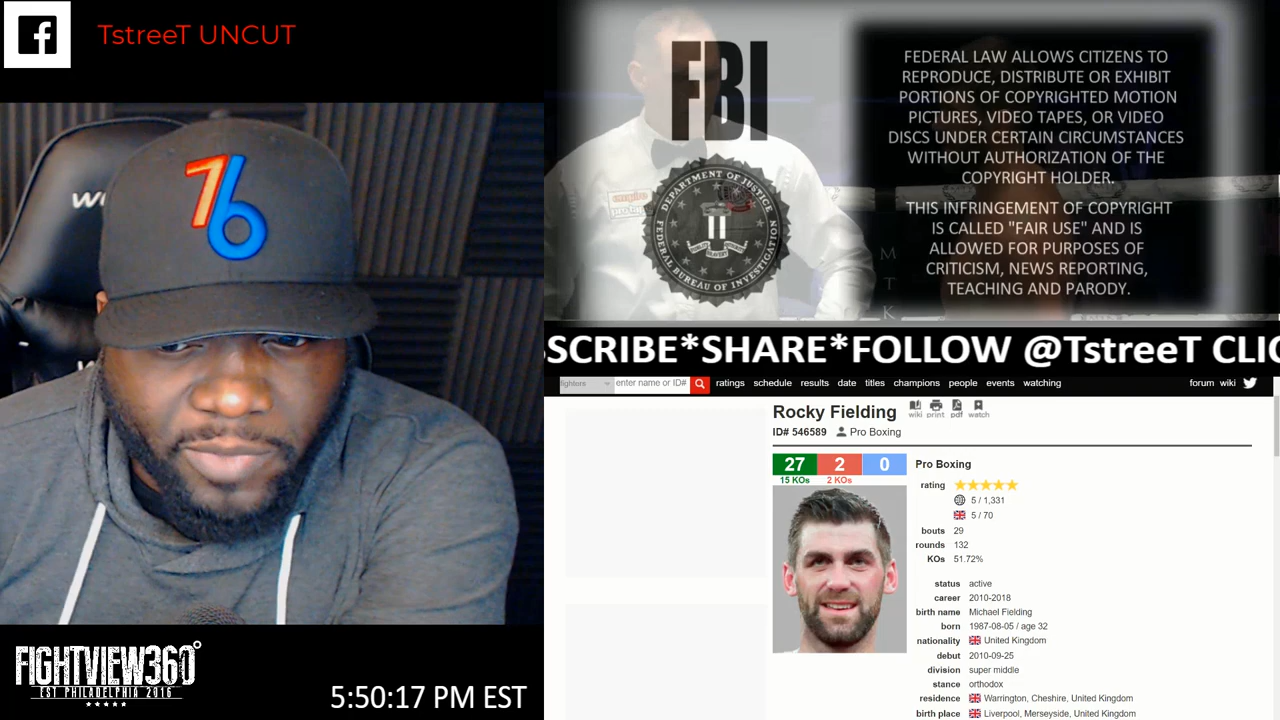 TstreeT UNCUT
76
FIGHTVIEW360°
EST PHILADELPHIA 2016
5:50:17 PM EST
FBI
DEPARTMENT OF JUSTICE
FEDERAL BUREAU OF INVESTIGATION
FEDERAL LAW ALLOWS CITIZENS TO
REPRODUCE, DISTRIBUTE OR EXHIBIT
PORTIONS OF COPYRIGHTED MOTION
PICTURES, VIDEO TAPES, OR VIDEO
DISCS UNDER CERTAIN CIRCUMSTANCES
WITHOUT AUTHORIZATION OF THE
COPYRIGHT HOLDER.
THIS INFRINGEMENT OF COPYRIGHT
IS CALLED "FAIR USE" AND IS
ALLOWED FOR PURPOSES OF
CRITICISM, NEWS REPORTING,
TEACHING AND PARODY.
MTK
SCRIBE*SHARE*FOLLOW @TstreeT CLIC
fighters enter name or ID# ratings schedule results date titles champions people events watching forum wiki
Rocky Fielding wiki print pdf watch
ID# 546589 Pro Boxing
27 2 0
15 KOs 2 KOs
Pro Boxing
rating
5 / 1,331
5 / 70
bouts 29
rounds 132
KOs 51.72%
status active
career 2010-2018
birth name Michael Fielding
born 1987-08-05 / age 32
nationality United Kingdom
debut 2010-09-25
division super middle
stance orthodox
residence Warrington, Cheshire, United Kingdom
birth place Liverpool, Merseyside, United Kingdom